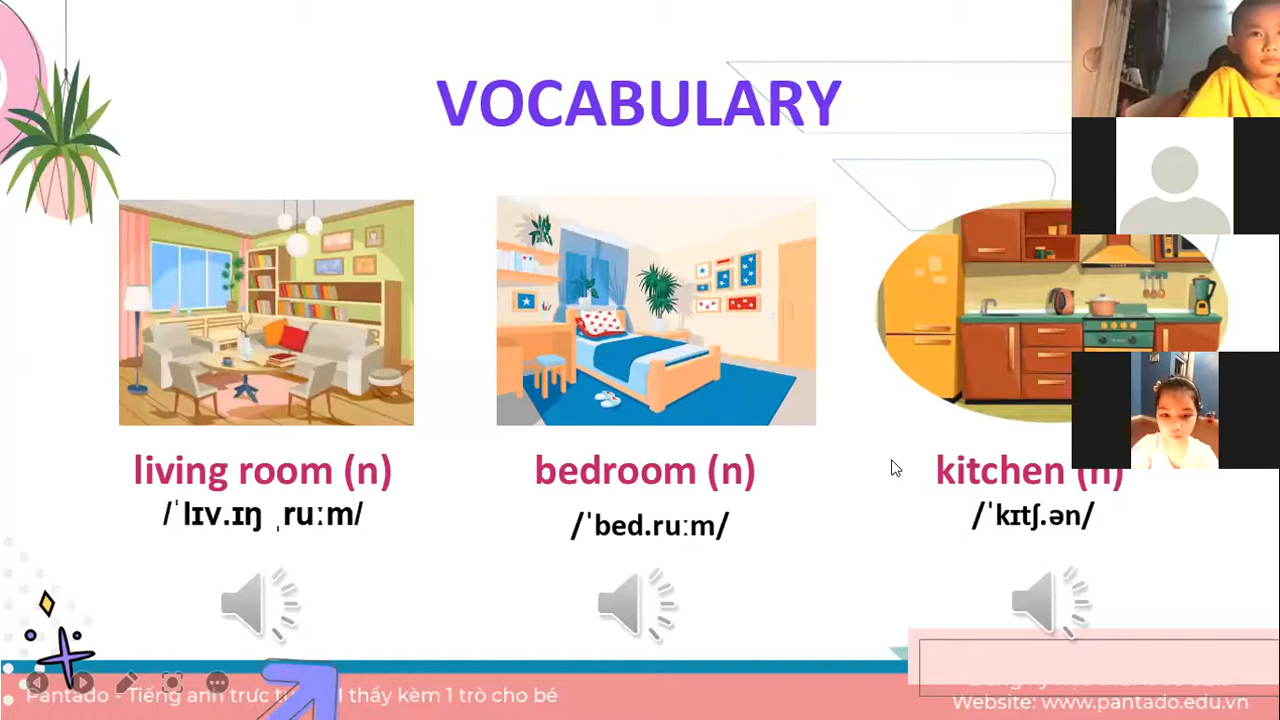 VOCABULARY
living room (n)
/ˈlɪv.ɪŋ ˌruːm/
bedroom (n)
/ˈbed.ruːm/
kitchen (n)
/ˈkɪtʃ.ən/
Pantado - Tiếng anh trực 1 thầy kèm 1 trò cho bé
Website: www.pantado.edu.vn